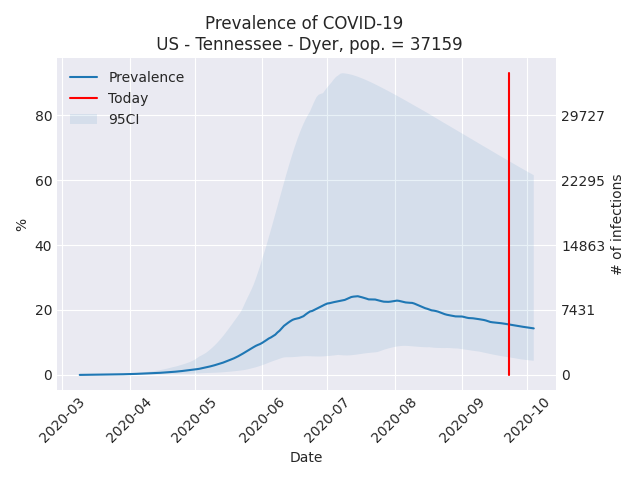 Prevalence of COVID-19
US - Tennessee - Dyer, pop. = 37159
Prevalence
Today
95CI
80
60
40
20
0
%
29727
22295
14863
7431
0
# of infections
2020-03
2020-04
2020-05
2020-06
2020-07
2020-08
2020-09
2020-10
Date